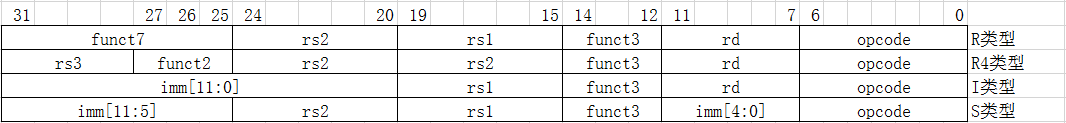 31 27 26 25 24 20 19 15 14 12 11 7 6 0
funct7 rs2 rs1 funct3 rd opcode R类型
rs3 funct2 rs2 rs2 funct3 rd opcode R4类型
imm[11:0] rs1 funct3 rd opcode I类型
imm[11:5] rs2 rs1 funct3 imm[4:0] opcode S类型